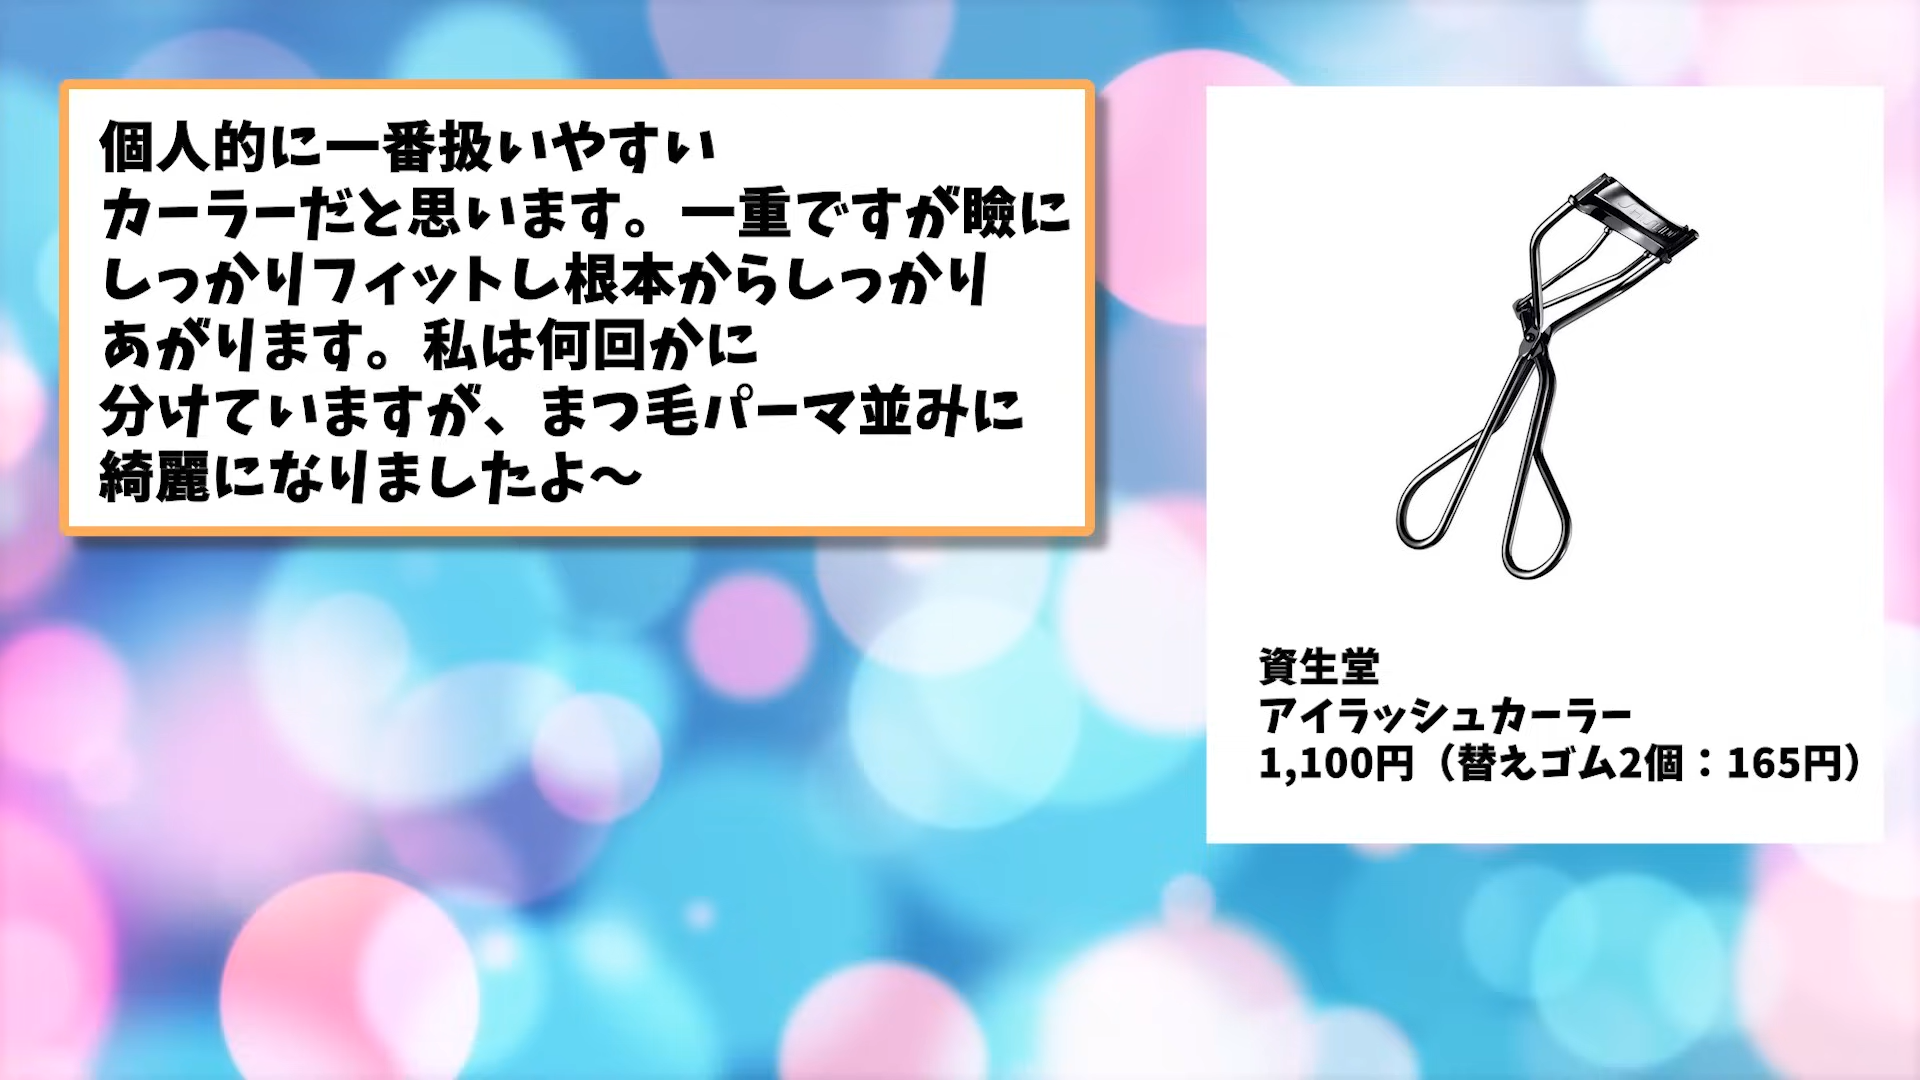 個人的に一番扱いやすい
カーラーだと思います。一重ですが瞼に
しっかりフィットし根本からしっかり
あがります。私は何回かに
分けていますが、まつ毛パーマ並みに
綺麗になりましたよ〜
資生堂
アイラッシュカーラー
1,100円（替えゴム2個：165円）